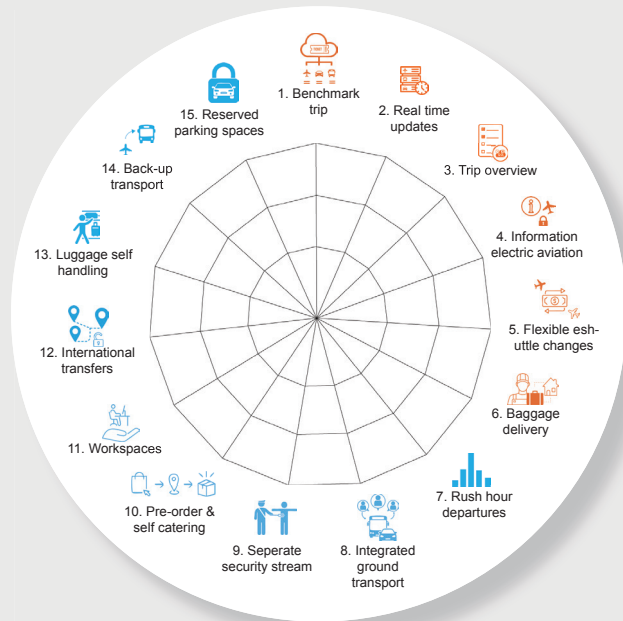 1. Benchmark
trip
2. Real time
updates
3. Trip overview
4. Information
electric aviation
5. Flexible esh-
uttle changes
6. Baggage
delivery
7. Rush hour
departures
8. Integrated
ground
transport
9. Seperate
security stream
10. Pre-order &
self catering
11. Workspaces
12. International
transfers
13. Luggage self
handling
14. Back-up
transport
15. Reserved
parking spaces